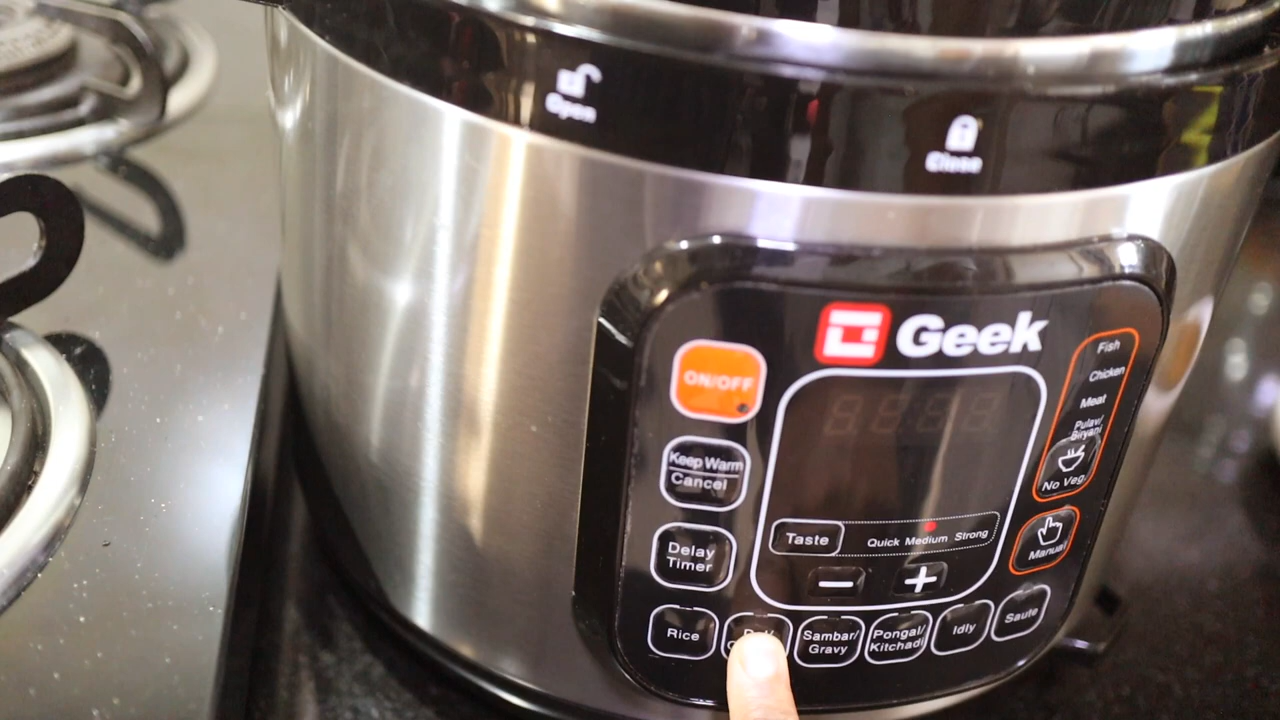 Open
Close
Geek
ON/OFF
Keep Warm
Cancel
Delay
Timer
Taste
Quick Medium Strong
Fish
Chicken
Meat
Pulav/
Biryani
No Veg
Manual
Rice
Sambar/
Gravy
Pongal/
Kitchadi
Idly
Saute